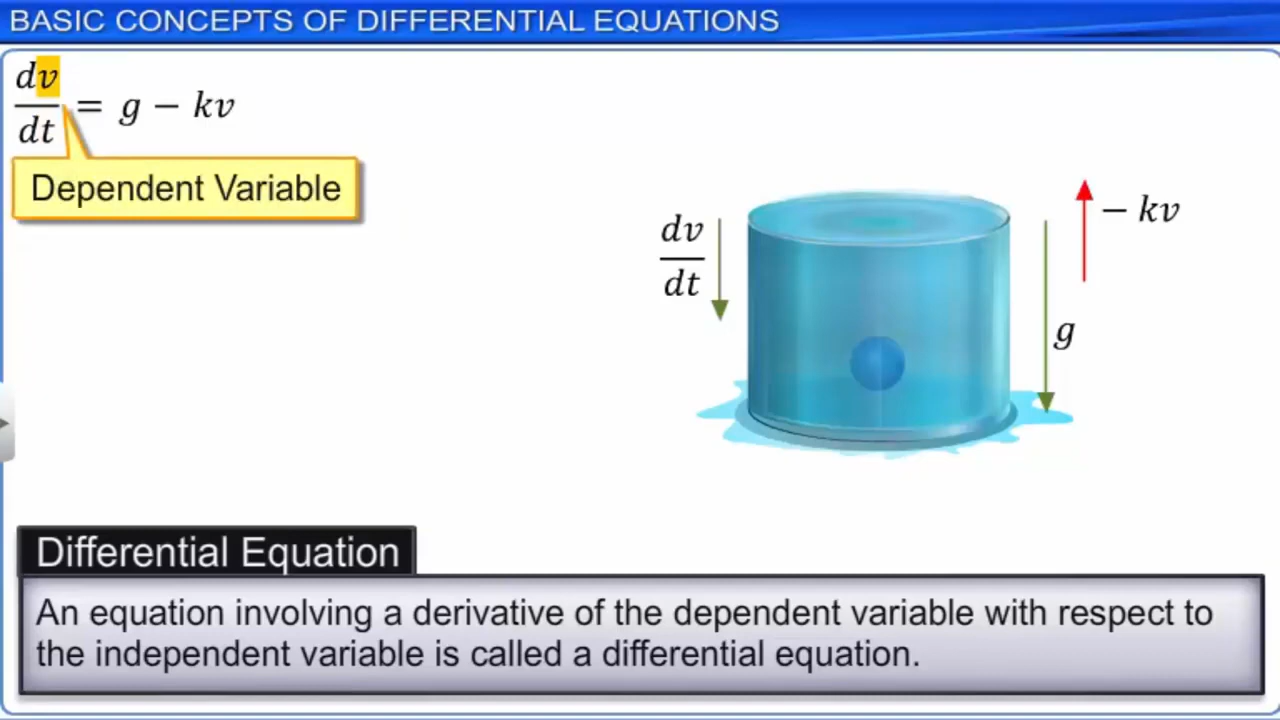 BASIC CONCEPTS OF DIFFERENTIAL EQUATIONS
dv/dt = g − kv
Dependent Variable
dv/dt
− kv
g
Differential Equation
An equation involving a derivative of the dependent variable with respect to
the independent variable is called a differential equation.